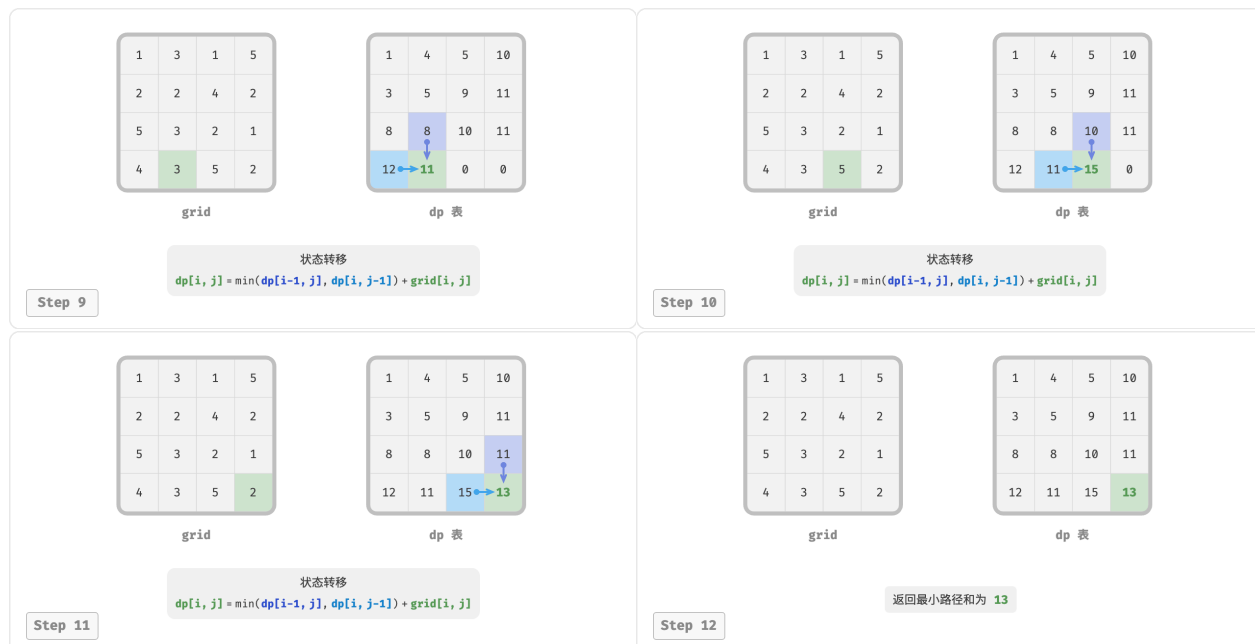 1 3 1 5
2 2 4 2
5 3 2 1
4 3 5 2
grid
1 4 5 10
3 5 9 11
8 8 10 11
12 11 0 0
dp 表
状态转移
dp[i, j] = min(dp[i-1, j], dp[i, j-1]) + grid[i, j]
Step 9
1 3 1 5
2 2 4 2
5 3 2 1
4 3 5 2
grid
1 4 5 10
3 5 9 11
8 8 10 11
12 11 15 0
dp 表
状态转移
dp[i, j] = min(dp[i-1, j], dp[i, j-1]) + grid[i, j]
Step 10
1 3 1 5
2 2 4 2
5 3 2 1
4 3 5 2
grid
1 4 5 10
3 5 9 11
8 8 10 11
12 11 15 13
dp 表
状态转移
dp[i, j] = min(dp[i-1, j], dp[i, j-1]) + grid[i, j]
Step 11
1 3 1 5
2 2 4 2
5 3 2 1
4 3 5 2
grid
1 4 5 10
3 5 9 11
8 8 10 11
12 11 15 13
dp 表
返回最小路径和为 13
Step 12